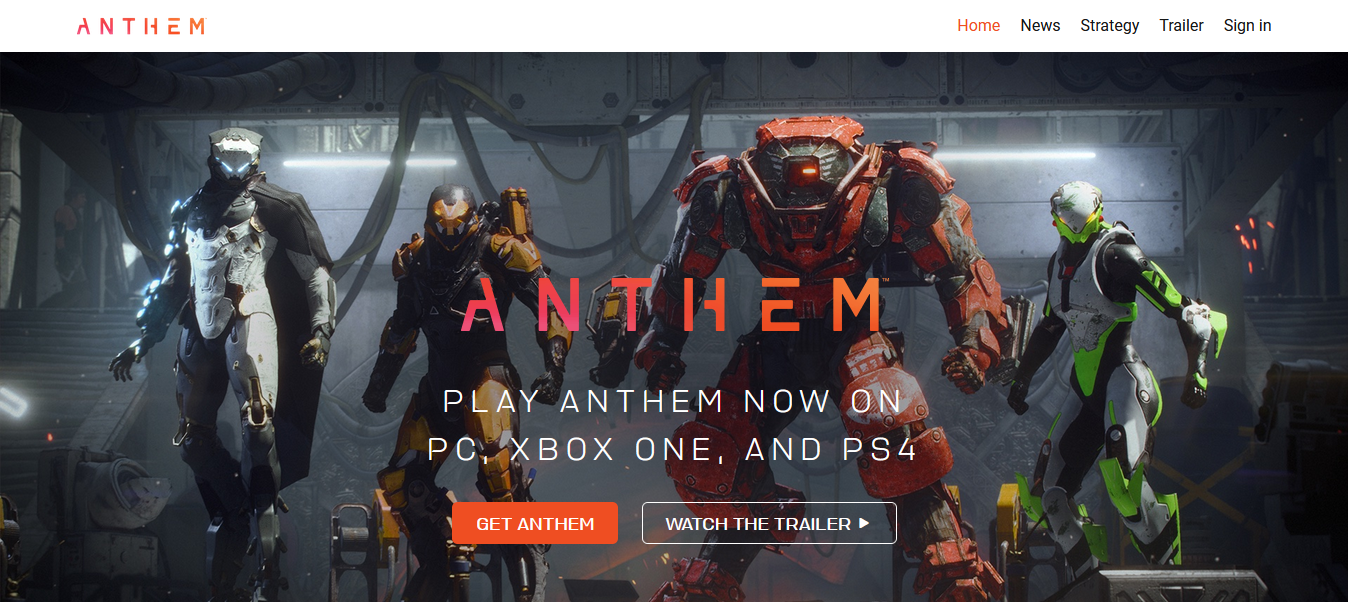 ANTHEM
Home News Strategy Trailer Sign in
ANTHEM™
PLAY ANTHEM NOW ON
PC, XBOX ONE, AND PS4
GET ANTHEM WATCH THE TRAILER ►